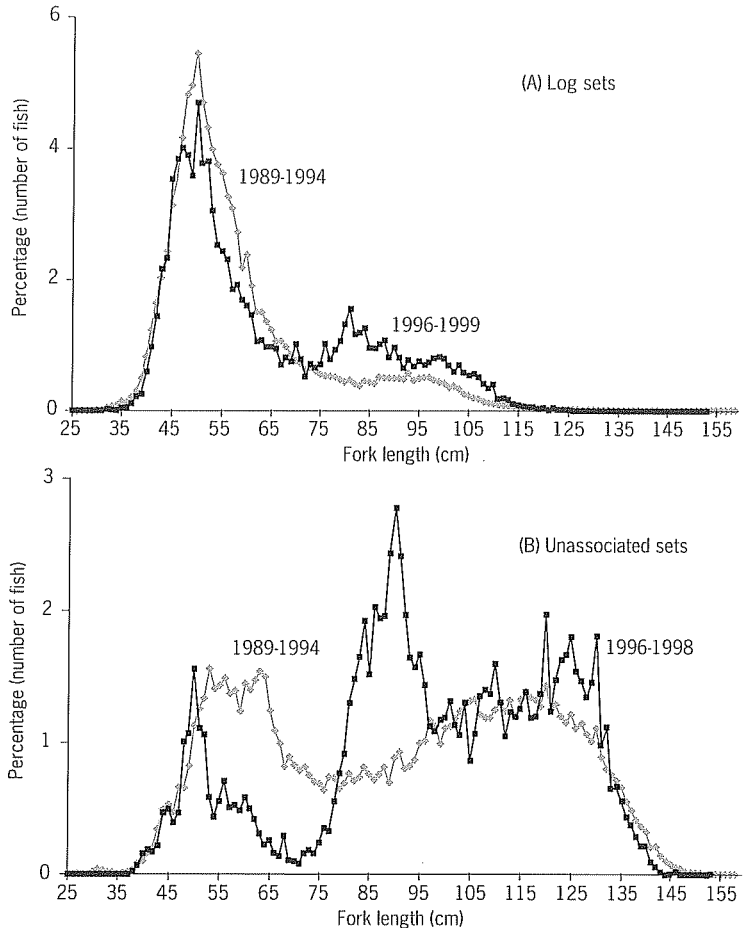 6
(A) Log sets
Percentage (number of fish)
4
1989-1994
2
1996-1999
0
25 35 45 55 65 75 85 95 105 115 125 135 145 155
Fork length (cm)
3
(B) Unassociated sets
Percentage (number of fish)
2
1989-1994
1996-1998
1
0
25 35 45 55 65 75 85 95 105 115 125 135 145 155
Fork length (cm)